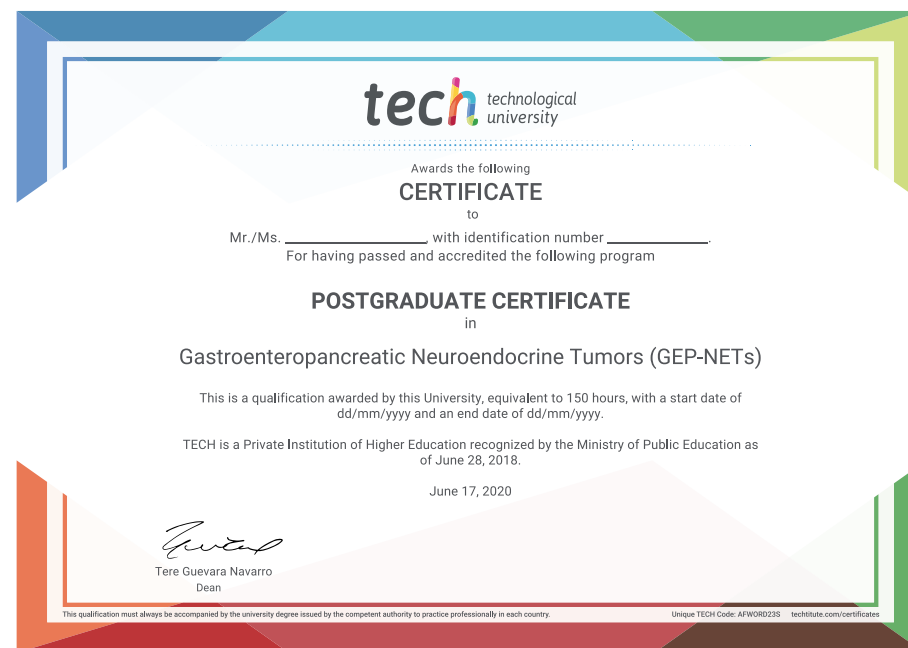 tech technological
university
Awards the following
CERTIFICATE
to
Mr./Ms. ____________________, with identification number ______________.
For having passed and accredited the following program
POSTGRADUATE CERTIFICATE
in
Gastroenteropancreatic Neuroendocrine Tumors (GEP-NETs)
This is a qualification awarded by this University, equivalent to 150 hours, with a start date of
dd/mm/yyyy and an end date of dd/mm/yyyy.
TECH is a Private Institution of Higher Education recognized by the Ministry of Public Education as
of June 28, 2018.
June 17, 2020
Tere Guevara Navarro
Dean
This qualification must always be accompanied by the university degree issued by the competent authority to practice professionally in each country. Unique TECH Code: AFWORD23S techtitute.com/certificates